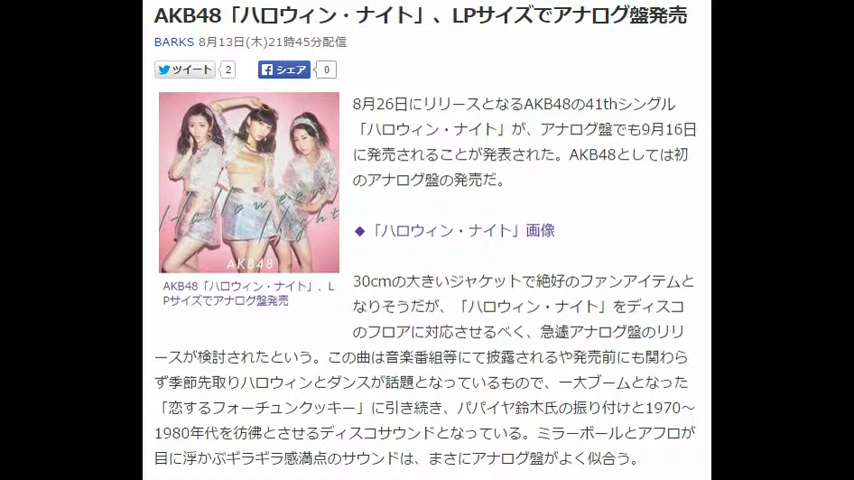 AKB48「ハロウィン・ナイト」、LPサイズでアナログ盤発売
BARKS 8月13日(木)21時45分配信
ツイート 2 シェア 0
8月26日にリリースとなるAKB48の41thシングル
「ハロウィン・ナイト」が、アナログ盤でも9月16日
に発売されることが発表された。AKB48としては初
のアナログ盤の発売だ。
◆「ハロウィン・ナイト」画像
Halloween
Night
AKB48
AKB48「ハロウィン・ナイト」、L
Pサイズでアナログ盤発売
30cmの大きいジャケットで絶好のファンアイテムと
なりそうだが、「ハロウィン・ナイト」をディスコ
のフロアに対応させるべく、急遽アナログ盤のリリ
ースが検討されたという。この曲は音楽番組等にて披露されるや発売前にも関わら
ず季節先取りハロウィンとダンスが話題となっているもので、一大ブームとなった
「恋するフォーチュンクッキー」に引き続き、パパイヤ鈴木氏の振り付けと1970～
1980年代を彷彿とさせるディスコサウンドとなっている。ミラーボールとアフロが
目に浮かぶギラギラ感満点のサウンドは、まさにアナログ盤がよく似合う。